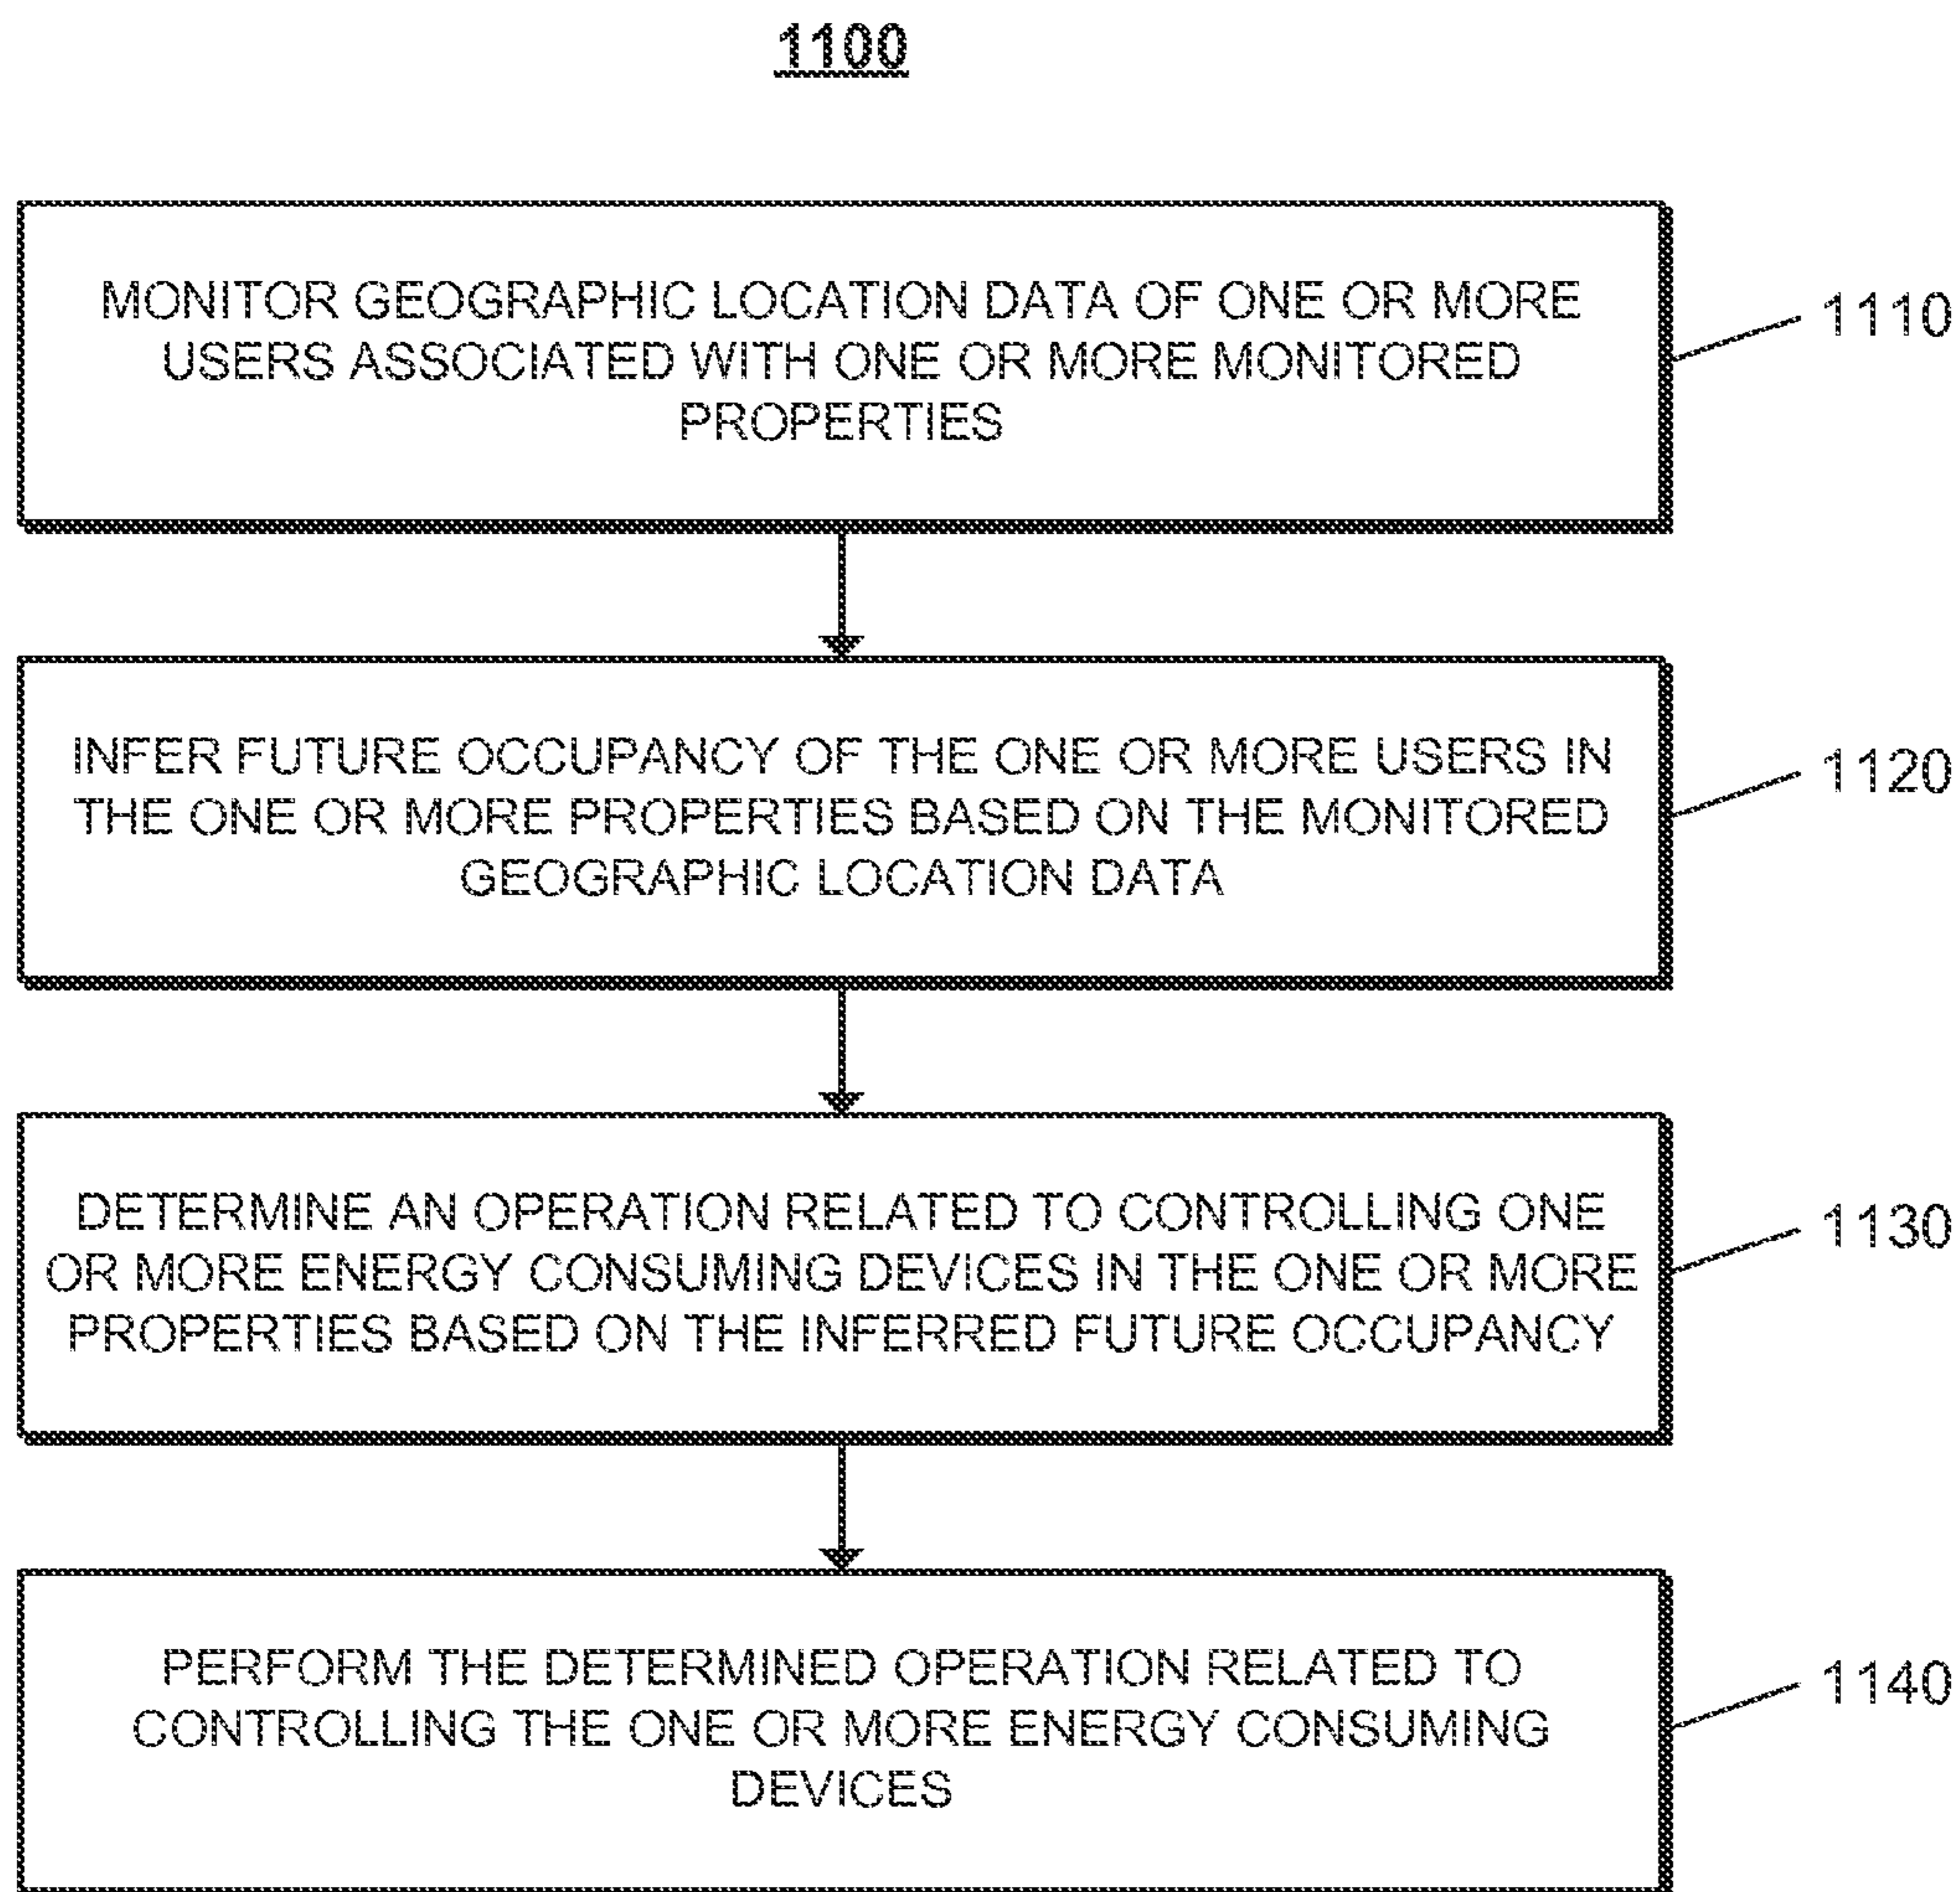 1100
MONITOR GEOGRAPHIC LOCATION DATA OF ONE OR MORE
USERS ASSOCIATED WITH ONE OR MORE MONITORED
PROPERTIES
1110
INFER FUTURE OCCUPANCY OF THE ONE OR MORE USERS IN
THE ONE OR MORE PROPERTIES BASED ON THE MONITORED
GEOGRAPHIC LOCATION DATA
1120
DETERMINE AN OPERATION RELATED TO CONTROLLING ONE
OR MORE ENERGY CONSUMING DEVICES IN THE ONE OR MORE
PROPERTIES BASED ON THE INFERRED FUTURE OCCUPANCY
1130
PERFORM THE DETERMINED OPERATION RELATED TO
CONTROLLING THE ONE OR MORE ENERGY CONSUMING
DEVICES
1140